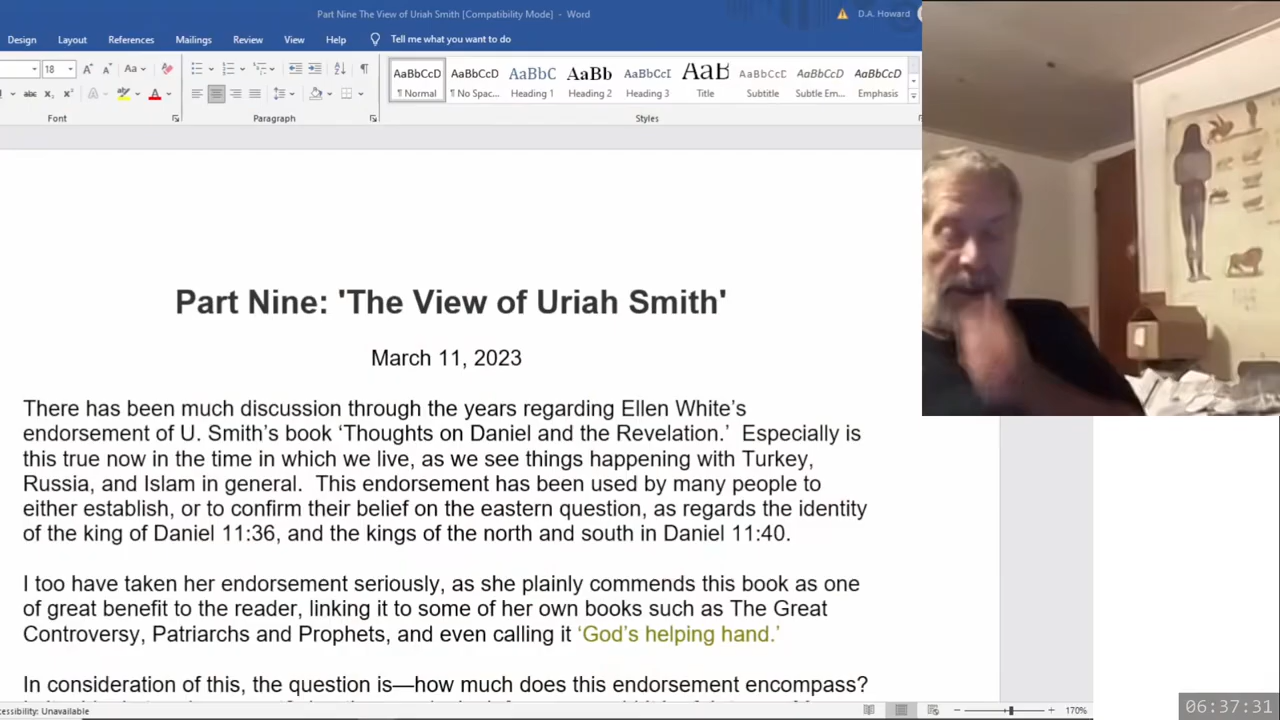 Part Nine The View of Uriah Smith [Compatibility Mode] - Word
D.A. Howard
Design Layout References Mailings Review View Help Tell me what you want to do
18 Aa
abc x₂ x² A A
AaBbCcD AaBbCcD AaBbC AaBb AaBbCcI AaB AaBbCcD AaBbCcD AaBbCcD
¶ Normal ¶ No Spac... Heading 1 Heading 2 Heading 3 Title Subtitle Subtle Em... Emphasis
Font Paragraph Styles
Part Nine: 'The View of Uriah Smith'
March 11, 2023
There has been much discussion through the years regarding Ellen White’s
endorsement of U. Smith’s book ‘Thoughts on Daniel and the Revelation.’ Especially is
this true now in the time in which we live, as we see things happening with Turkey,
Russia, and Islam in general. This endorsement has been used by many people to
either establish, or to confirm their belief on the eastern question, as regards the identity
of the king of Daniel 11:36, and the kings of the north and south in Daniel 11:40.
I too have taken her endorsement seriously, as she plainly commends this book as one
of great benefit to the reader, linking it to some of her own books such as The Great
Controversy, Patriarchs and Prophets, and even calling it ‘God’s helping hand.’
In consideration of this, the question is—how much does this endorsement encompass?
cessibility: Unavailable
170%
06:37:31